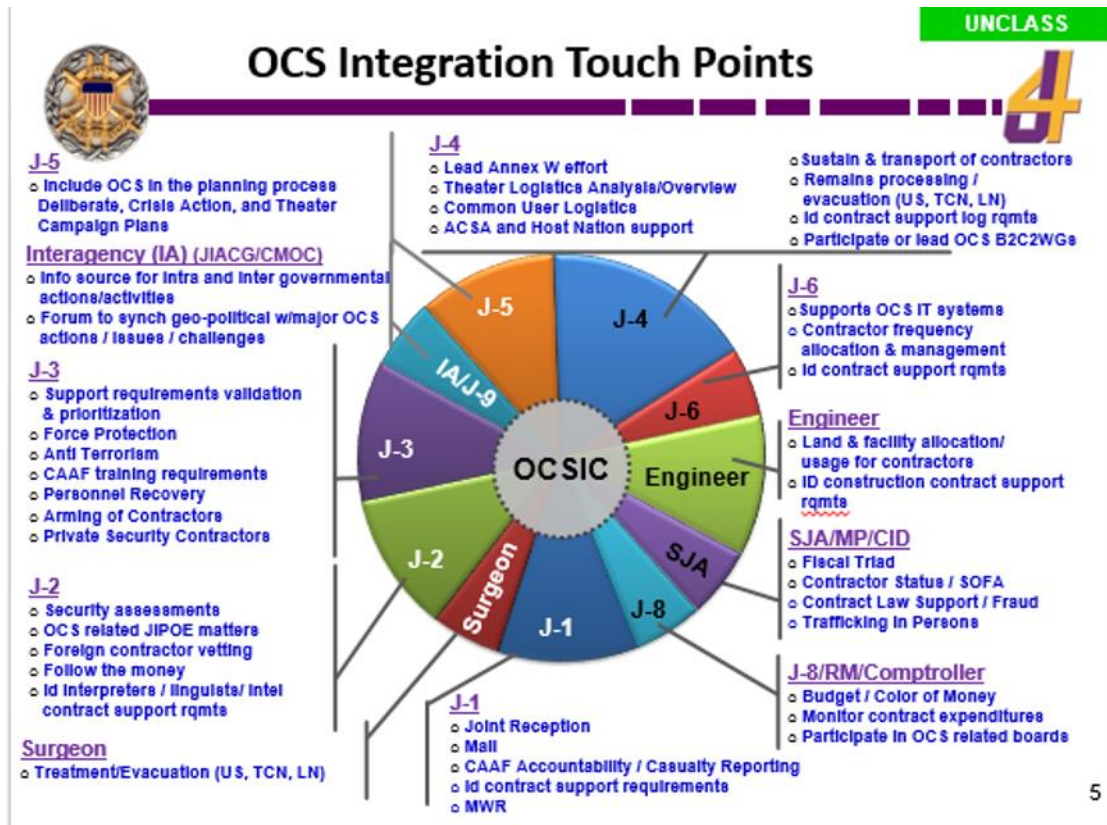 UNCLASS
OCS Integration Touch Points
J4
J-5
Include OCS in the planning process
Deliberate, Crisis Action, and Theater
Campaign Plans
Interagency (IA) (JIACG/CMOC)
Info source for Intra and Inter governmental
actions/activities
Forum to synch geo-political w/major OCS
actions / issues / challenges
J-3
Support requirements validation
& prioritization
Force Protection
Anti Terrorism
CAAF training requirements
Personnel Recovery
Arming of Contractors
Private Security Contractors
J-2
Security assessments
OCS related JIPOE matters
Foreign contractor vetting
Follow the money
Id Interpreters / linguists/ Intel
contract support rqmts
Surgeon
Treatment/Evacuation (US, TCN, LN)
J-4
Lead Annex W effort
Theater Logistics Analysis/Overview
Common User Logistics
ACSA and Host Nation support
Sustain & transport of contractors
Remains processing /
evacuation (US, TCN, LN)
Id contract support log rqmts
Participate or lead OCS B2C2WGs
J-5
J-4
IA/J-9
J-6
J-3
OCSIC
Engineer
J-2
SJA
Surgeon
J-1
J-8
J-6
Supports OCS IT systems
Contractor frequency
allocation & management
Id contract support rqmts
Engineer
Land & facility allocation/
usage for contractors
ID construction contract support
rqmts
SJA/MP/CID
Fiscal Triad
Contractor Status / SOFA
Contract Law Support / Fraud
Trafficking in Persons
J-8/RM/Comptroller
Budget / Color of Money
Monitor contract expenditures
Participate in OCS related boards
J-1
Joint Reception
Mail
CAAF Accountability / Casualty Reporting
Id contract support requirements
MWR
5